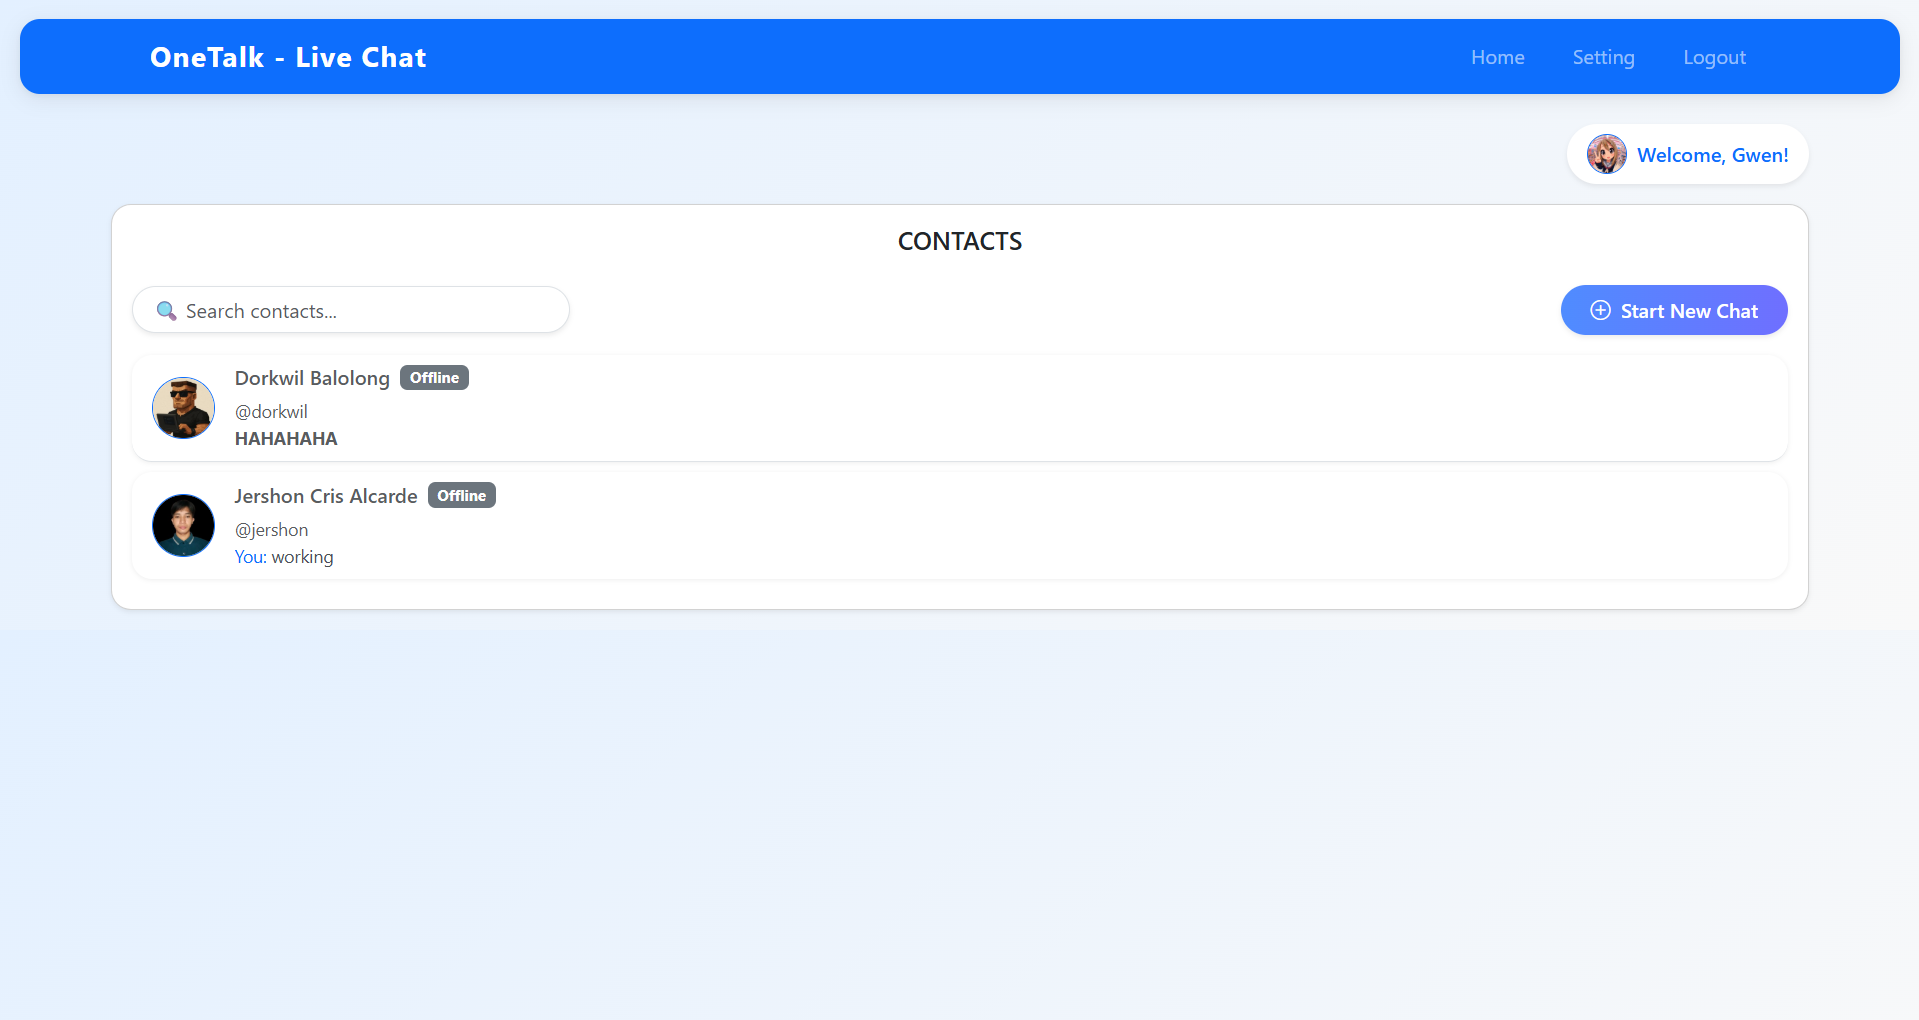 OneTalk - Live Chat
Home Setting Logout
Welcome, Gwen!
CONTACTS
Search contacts...
Start New Chat
Dorkwil Balolong Offline
@dorkwil
HAHAHAHA
Jershon Cris Alcarde Offline
@jershon
You: working